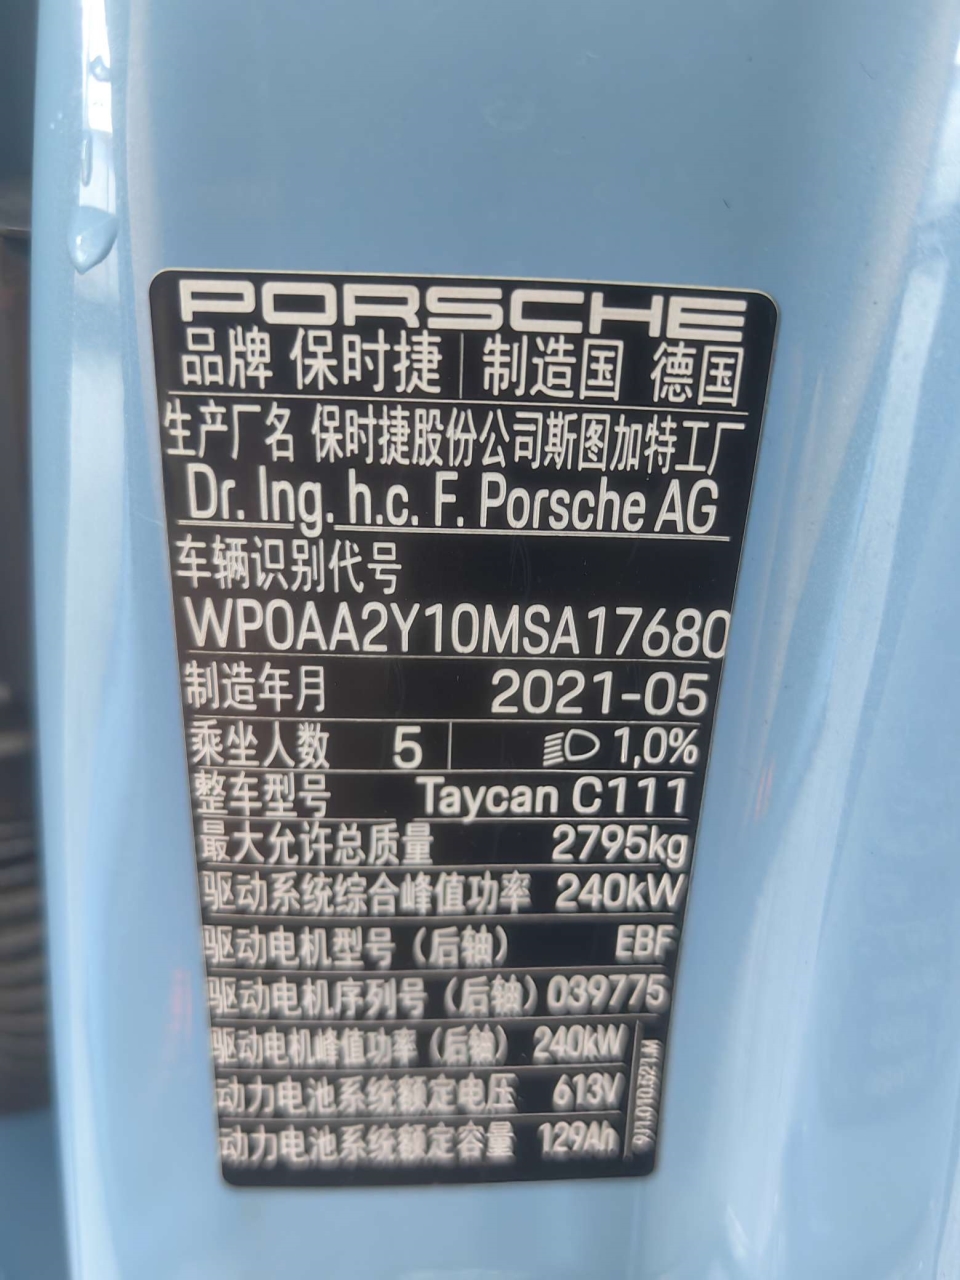 PORSCHE
品牌 保时捷 制造国 德国
生产厂名 保时捷股份公司斯图加特工厂
Dr. Ing. h.c. F. Porsche AG
车辆识别代号
WP0AA2Y10MSA17680
制造年月 2021-05
乘坐人数 5 1,0%
整车型号 Taycan C111
最大允许总质量 2795kg
驱动系统综合峰值功率 240kW
驱动电机型号（后轴） EBF
驱动电机序列号（后轴） 039775
驱动电机峰值功率（后轴） 240kW
动力电池系统额定电压 613V
动力电池系统额定容量 129Ah
9J1.010.521.M